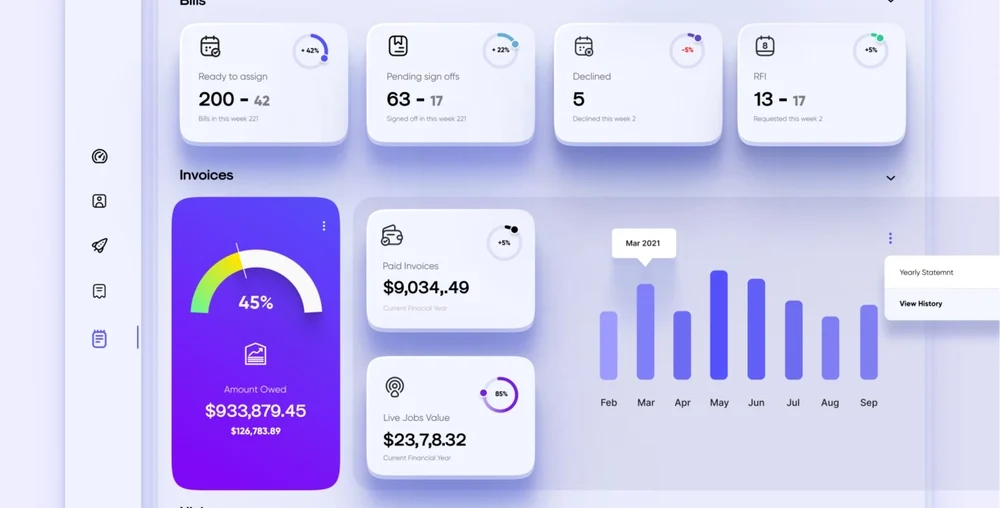 Bills
+ 42%
Ready to assign
200 - 42
Bills in this week 221
+ 22%
Pending sign offs
63 - 17
Signed off in this week 221
-5%
Declined
5
Declined this week 2
8
+5%
RFI
13 - 17
Requested this week 2
Invoices
45%
Amount Owed
$933,879.45
$126,783.89
+5%
Paid Invoices
$9,034,.49
Current Finacial Year
85%
Live Jobs Value
$23,7,8.32
Current Financial Year
Mar 2021
Feb Mar Apr May Jun Jul Aug Sep
Yearly Statemnt
View History